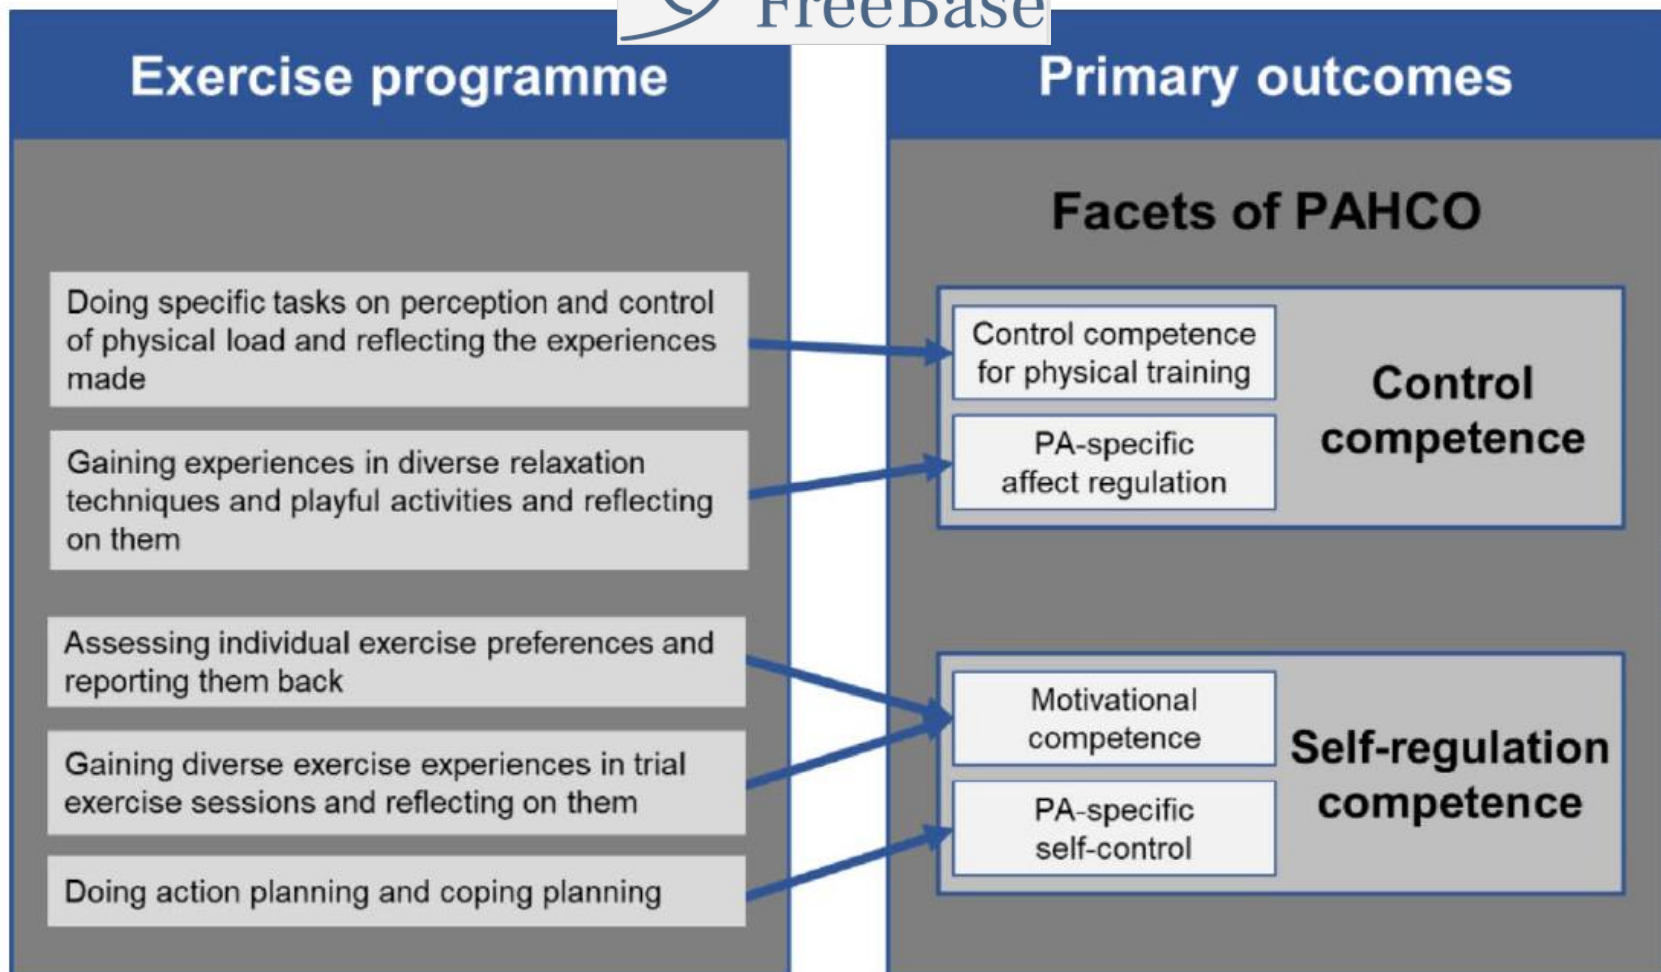 FreeBase
Exercise programme
Doing specific tasks on perception and control
of physical load and reflecting the experiences
made
Gaining experiences in diverse relaxation
techniques and playful activities and reflecting
on them
Assessing individual exercise preferences and
reporting them back
Gaining diverse exercise experiences in trial
exercise sessions and reflecting on them
Doing action planning and coping planning
Primary outcomes
Facets of PAHCO
Control competence
for physical training
PA-specific
affect regulation
Control
competence
Motivational
competence
PA-specific
self-control
Self-regulation
competence